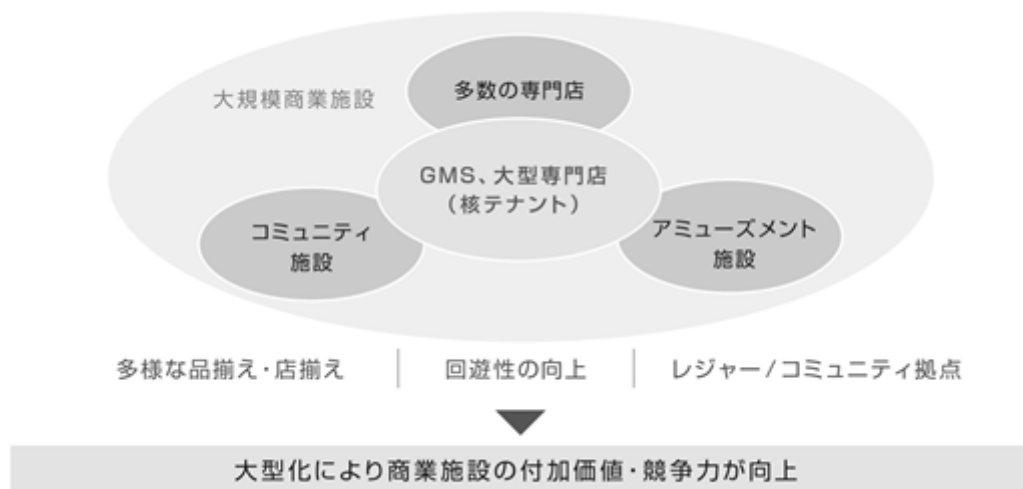 大規模商業施設
多数の専門店
GMS、大型専門店
（核テナント）
コミュニティ
施設
アミューズメント
施設
多様な品揃え・店揃え
回遊性の向上
レジャー/コミュニティ拠点
大型化により商業施設の付加価値・競争力が向上